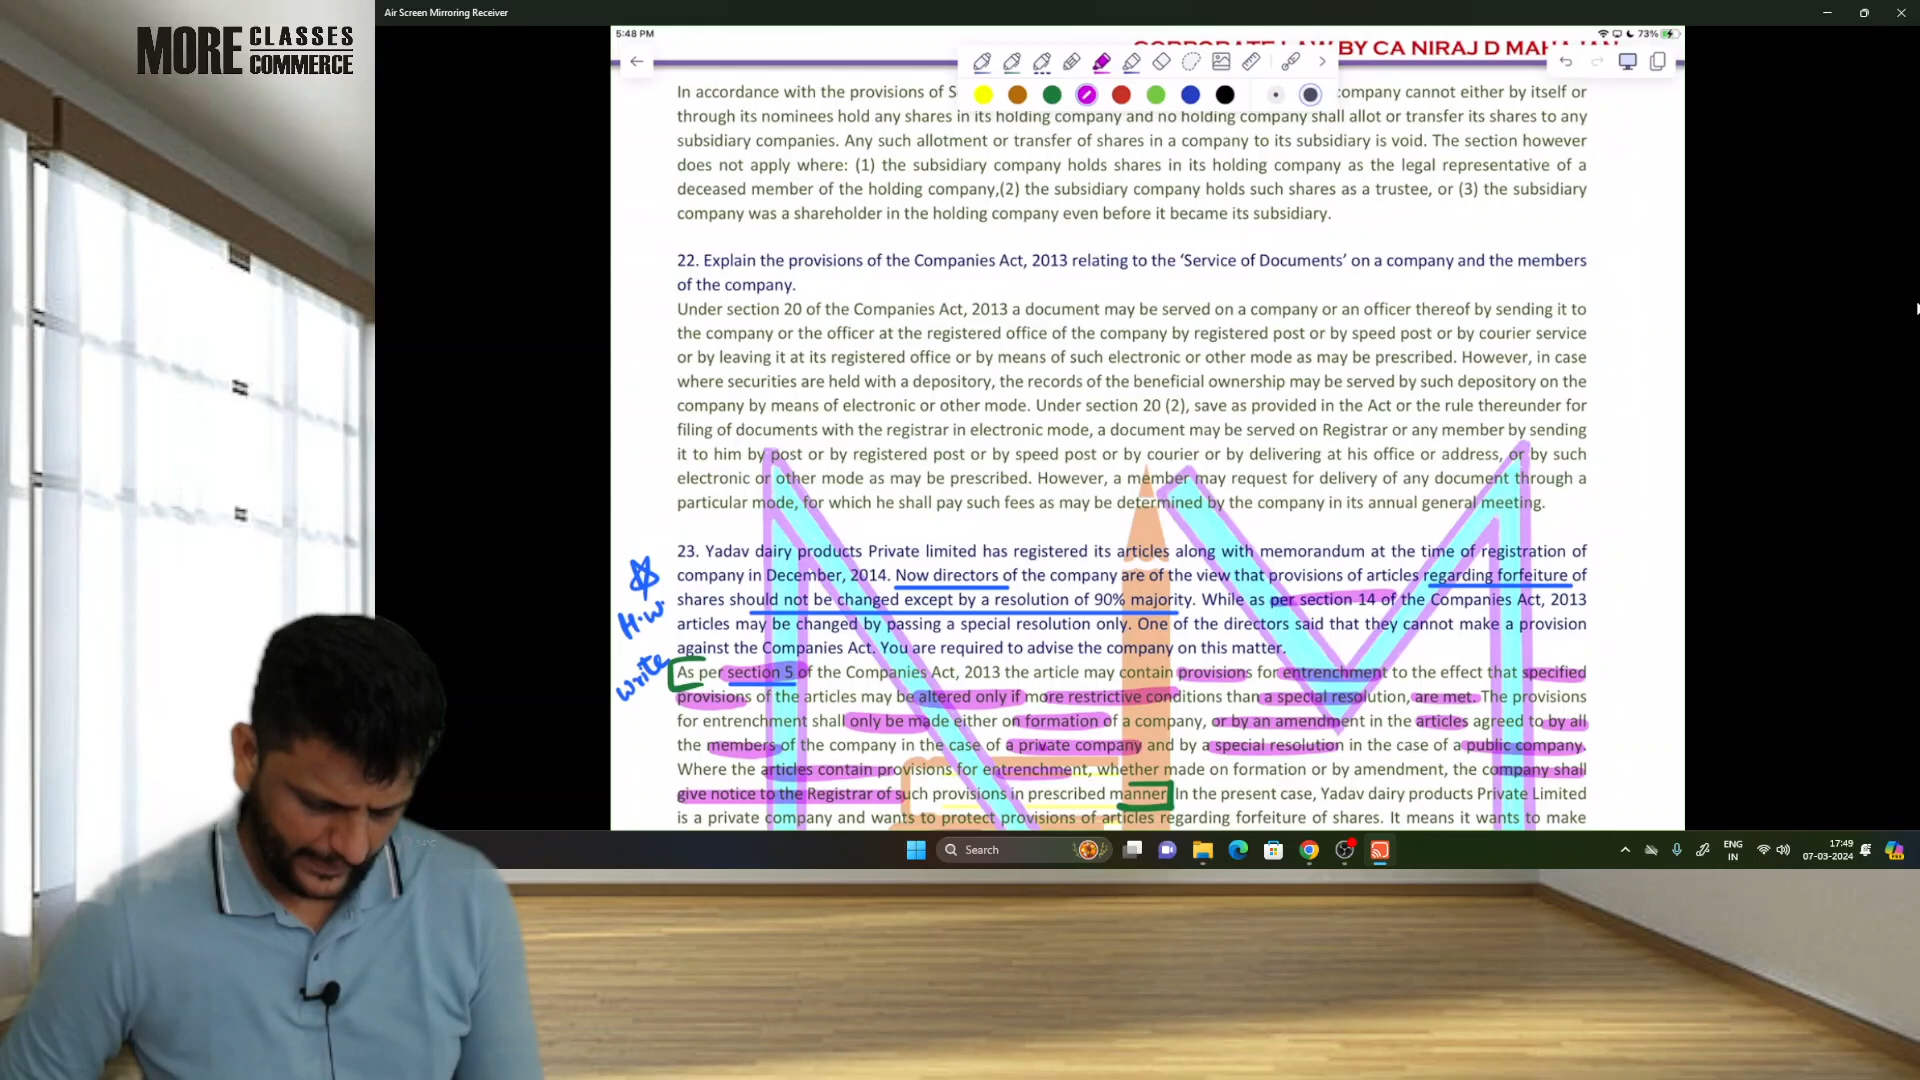 MORE CLASSES COMMERCE
Air Screen Mirroring Receiver
5:48 PM
73%
BY CA NIRAJ D
In accordance with the provisions of S company cannot either by itself or
through its nominees hold any shares in its holding company and no holding company shall allot or transfer its shares to any
subsidiary companies. Any such allotment or transfer of shares in a company to its subsidiary is void. The section however
does not apply where: (1) the subsidiary company holds shares in its holding company as the legal representative of a
deceased member of the holding company,(2) the subsidiary company holds such shares as a trustee, or (3) the subsidiary
company was a shareholder in the holding company even before it became its subsidiary.
22. Explain the provisions of the Companies Act, 2013 relating to the ‘Service of Documents’ on a company and the members
of the company.
Under section 20 of the Companies Act, 2013 a document may be served on a company or an officer thereof by sending it to
the company or the officer at the registered office of the company by registered post or by speed post or by courier service
or by leaving it at its registered office or by means of such electronic or other mode as may be prescribed. However, in case
where securities are held with a depository, the records of the beneficial ownership may be served by such depository on the
company by means of electronic or other mode. Under section 20 (2), save as provided in the Act or the rule thereunder for
filing of documents with the registrar in electronic mode, a document may be served on Registrar or any member by sending
it to him by post or by registered post or by speed post or by courier or by delivering at his office or address, or by such
electronic or other mode as may be prescribed. However, a member may request for delivery of any document through a
particular mode, for which he shall pay such fees as may be determined by the company in its annual general meeting.
23. Yadav dairy products Private limited has registered its articles along with memorandum at the time of registration of
company in December, 2014. Now directors of the company are of the view that provisions of articles regarding forfeiture of
shares should not be changed except by a resolution of 90% majority. While as per section 14 of the Companies Act, 2013
articles may be changed by passing a special resolution only. One of the directors said that they cannot make a provision
against the Companies Act. You are required to advise the company on this matter.
H.W
write
As per section 5 of the Companies Act, 2013 the article may contain provisions for entrenchment to the effect that specified
provisions of the articles may be altered only if more restrictive conditions than a special resolution, are met. The provisions
for entrenchment shall only be made either on formation of a company, or by an amendment in the articles agreed to by all
the members of the company in the case of a private company and by a special resolution in the case of a public company.
Where the articles contain provisions for entrenchment, whether made on formation or by amendment, the company shall
give notice to the Registrar of such provisions in prescribed manner In the present case, Yadav dairy products Private Limited
is a private company and wants to protect provisions of articles regarding forfeiture of shares. It means it wants to make
Search
ENG
IN
17:49
07-03-2024